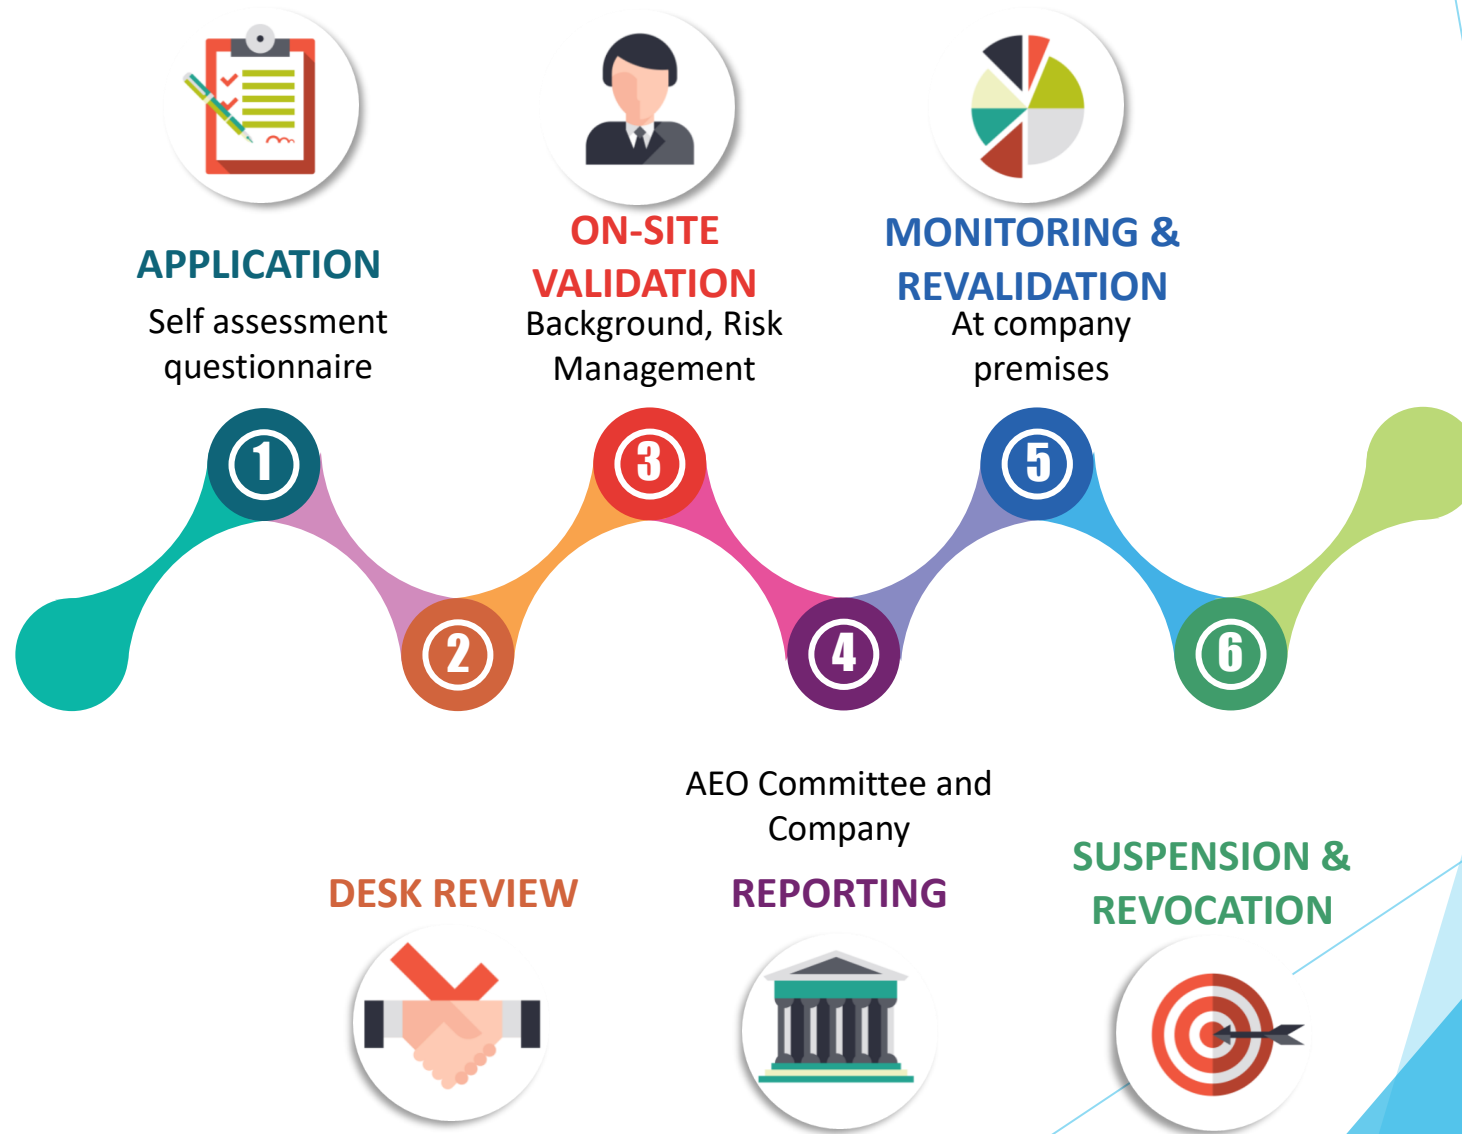 APPLICATION
Self assessment
questionnaire
ON-SITE
VALIDATION
Background, Risk
Management
MONITORING &
REVALIDATION
At company
premises
1
3
5
2
4
6
DESK REVIEW
AEO Committee and
Company
REPORTING
SUSPENSION &
REVOCATION